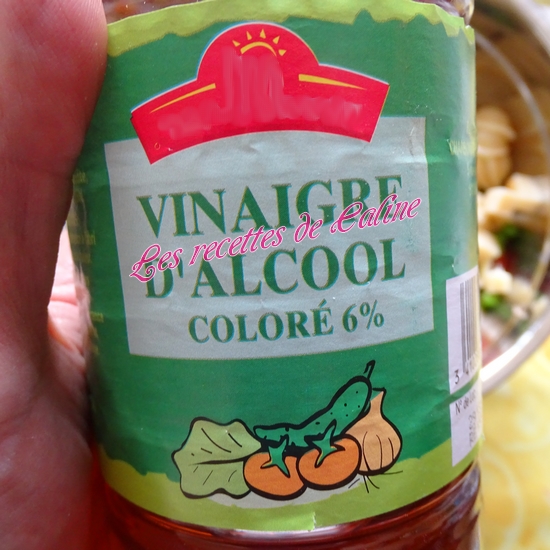 VINAIGRE
Les recettes de Caline
D'ALCOOL
COLORÉ 6%